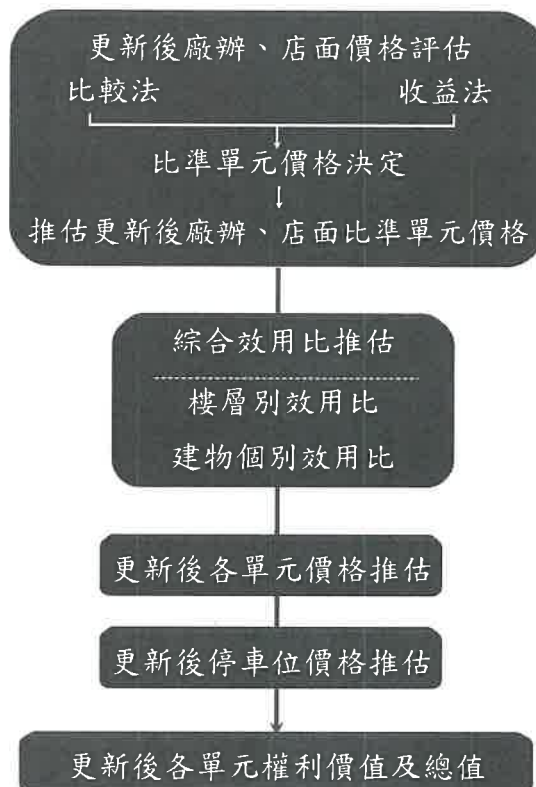 更新後廠辦、店面價格評估
比較法
收益法
比準單元價格決定
推估更新後廠辦、店面比準單元價格
綜合效用比推估
樓層別效用比
建物個別效用比
更新後各單元價格推估
更新後停車位價格推估
更新後各單元權利價值及總值